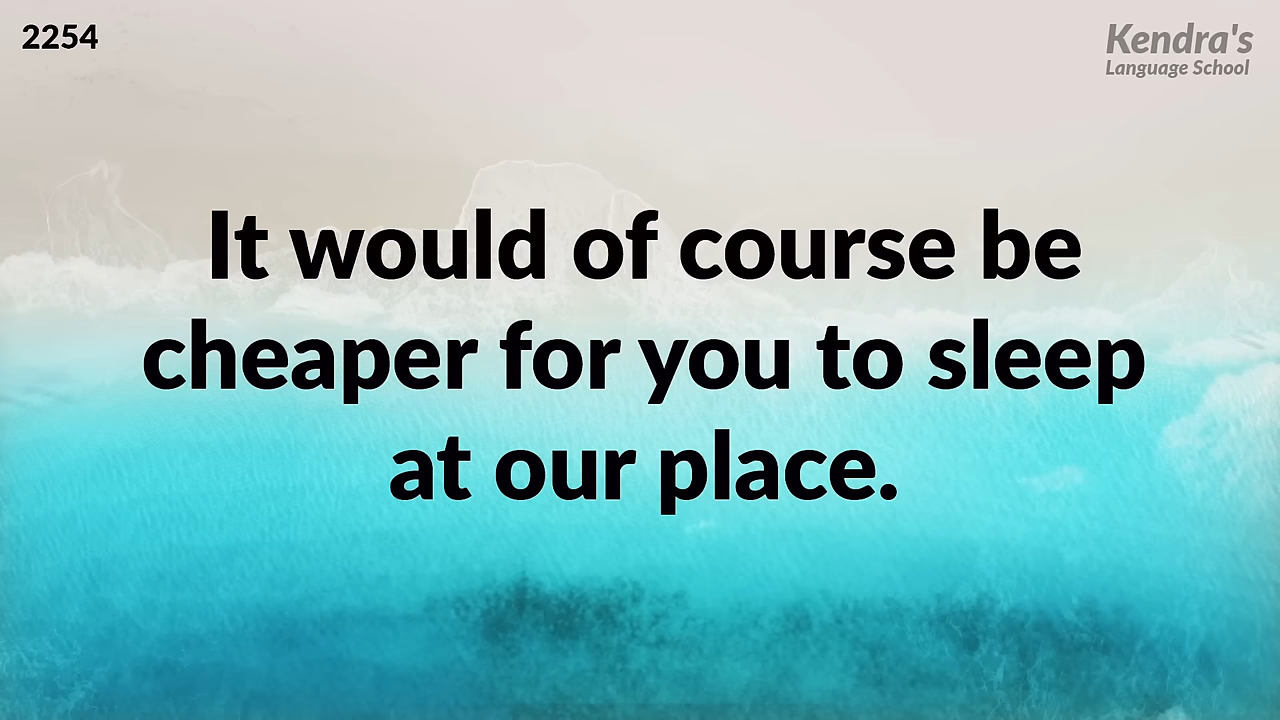 2254
Kendra's
Language School
It would of course be
cheaper for you to sleep
at our place.